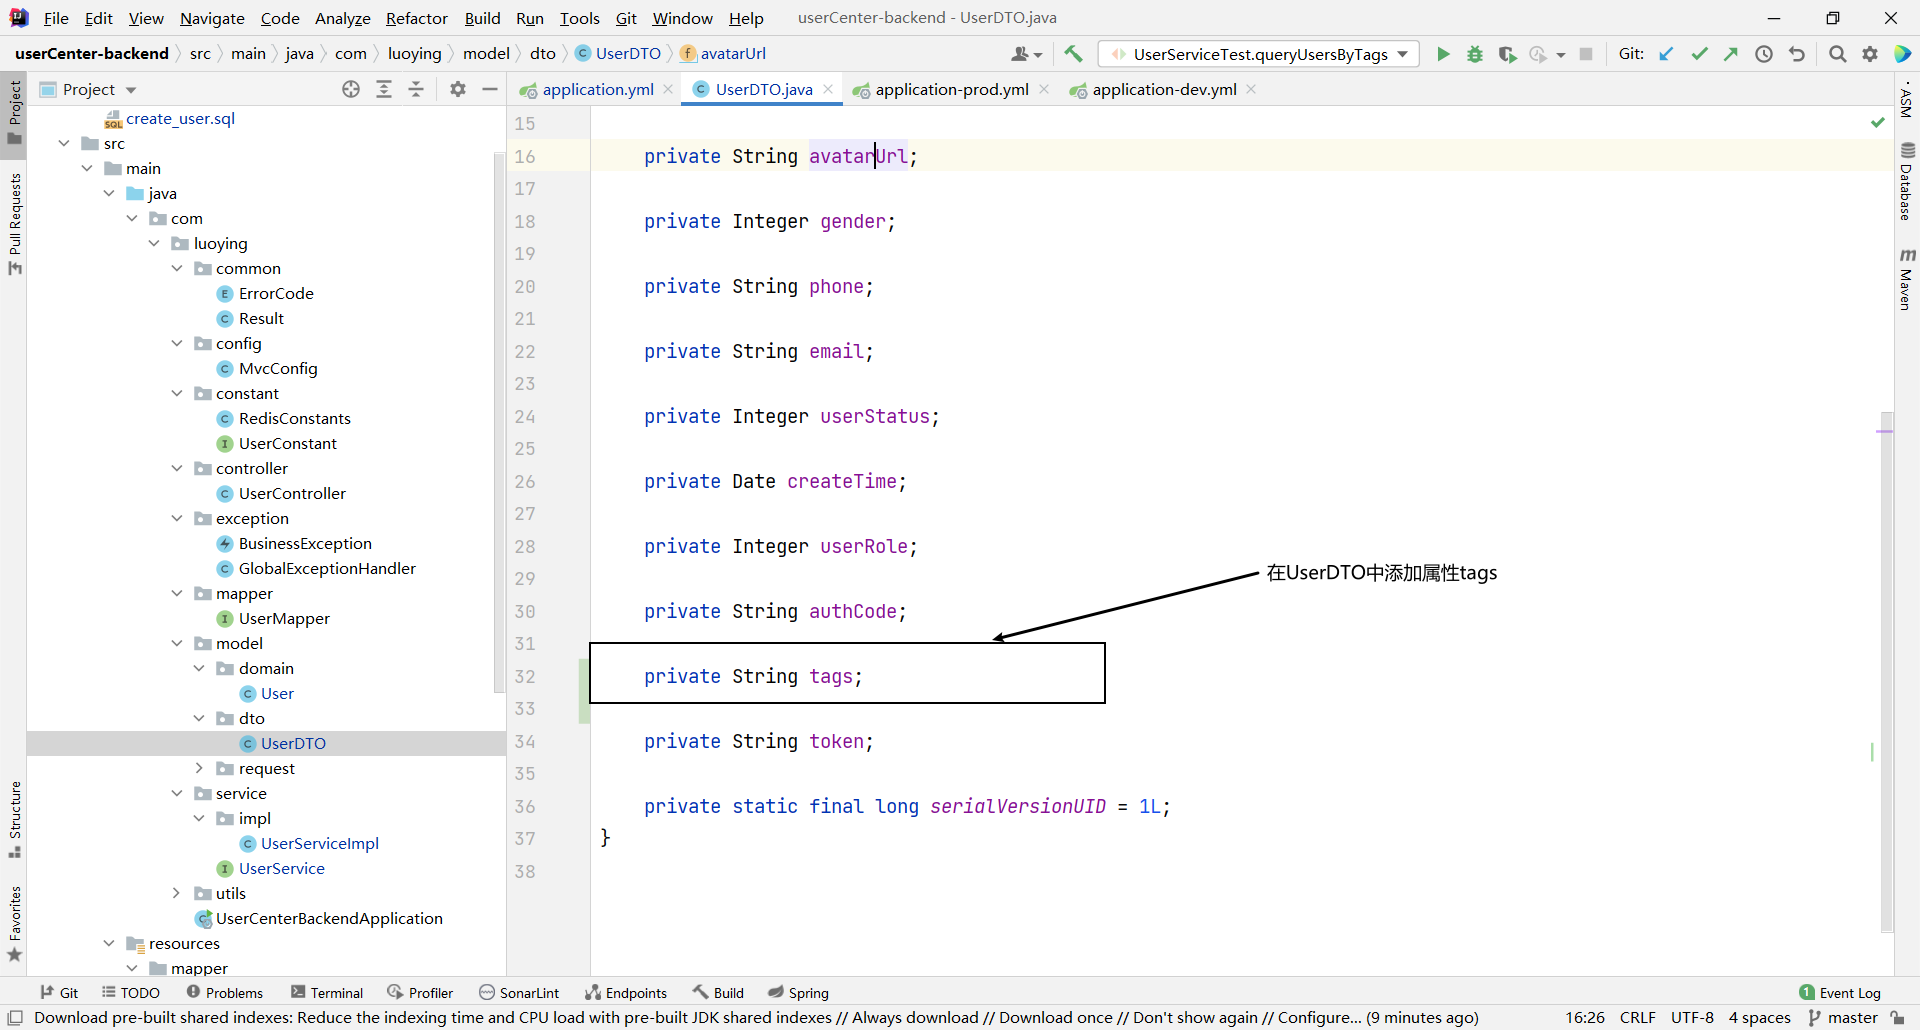 File Edit View Navigate Code Analyze Refactor Build Run Tools Git Window Help userCenter-backend - UserDTO.java
userCenter-backend src main java com luoying model dto UserDTO avatarUrl UserServiceTest.queryUsersByTags Git:
Project
application.yml UserDTO.java application-prod.yml application-dev.yml
Project
Pull Requests
Structure
Favorites
create_user.sql
src
main
java
com
luoying
common
ErrorCode
Result
config
MvcConfig
constant
RedisConstants
UserConstant
controller
UserController
exception
BusinessException
GlobalExceptionHandler
mapper
UserMapper
model
domain
User
dto
UserDTO
request
service
impl
UserServiceImpl
UserService
utils
UserCenterBackendApplication
resources
mapper
15
16 private String avatarUrl;
17
18 private Integer gender;
19
20 private String phone;
21
22 private String email;
23
24 private Integer userStatus;
25
26 private Date createTime;
27
28 private Integer userRole;
29
在UserDTO中添加属性tags
30 private String authCode;
31
32 private String tags;
33
34 private String token;
35
36 private static final long serialVersionUID = 1L;
37 }
38
ASM
Database
Maven
Git TODO Problems Terminal Profiler SonarLint Endpoints Build Spring 1 Event Log
Download pre-built shared indexes: Reduce the indexing time and CPU load with pre-built JDK shared indexes // Always download // Download once // Don't show again // Configure... (9 minutes ago) 16:26 CRLF UTF-8 4 spaces master